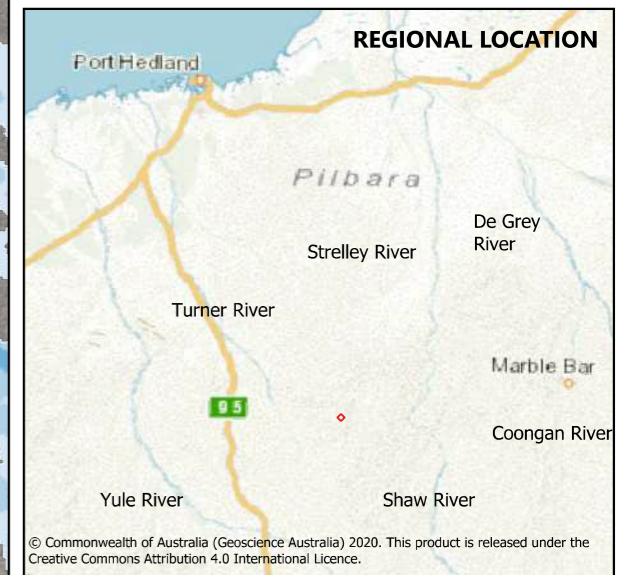 REGIONAL LOCATION
Port Hedland
Pilbara
De Grey
River
Strelley River
Turner River
Marble Bar
95
Coongan River
Yule River
Shaw River
© Commonwealth of Australia (Geoscience Australia) 2020. This product is released under the
Creative Commons Attribution 4.0 International Licence.